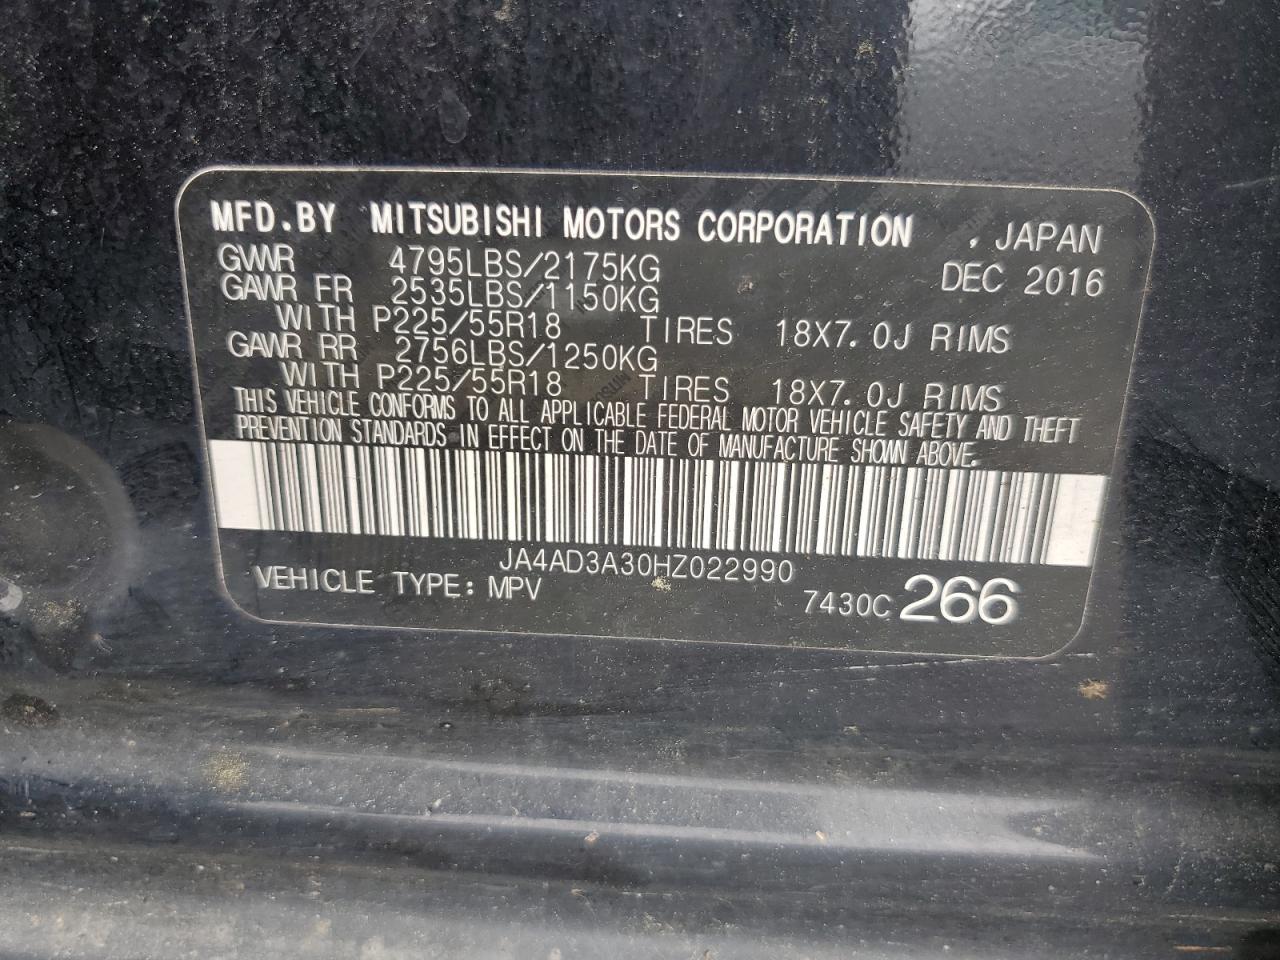 MFD.BY MITSUBISHI MOTORS CORPORATION , JAPAN
GVWR 4795LBS/2175KG DEC 2016
GAWR FR 2535LBS/1150KG
WITH P225/55R18 TIRES 18X7.0J RIMS
GAWR RR 2756LBS/1250KG
WITH P225/55R18 TIRES 18X7.0J RIMS
THIS VEHICLE CONFORMS TO ALL APPLICABLE FEDERAL MOTOR VEHICLE SAFETY AND THEFT
PREVENTION STANDARDS IN EFFECT ON THE DATE OF MANUFACTURE SHOWN ABOVE.
JA4AD3A30HZ022990
VEHICLE TYPE: MPV 7430C 266